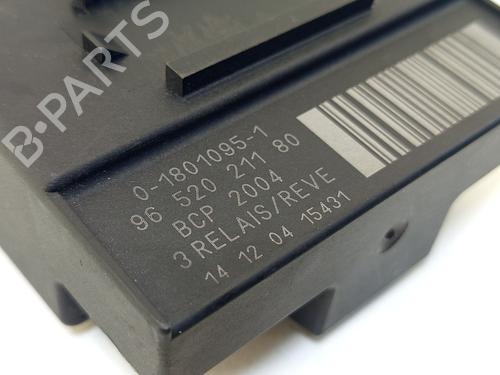 B-PARTS
0-1801095-1
96 520 211 80
BCP 2004
3 RELAIS/REVE
14 12 04 15431